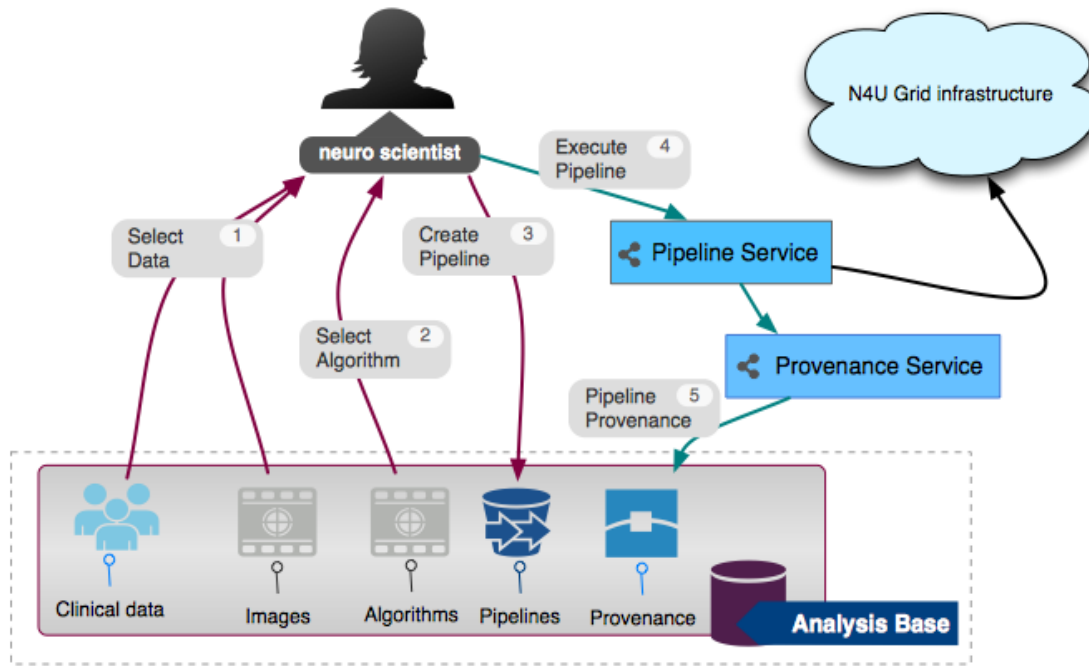 N4U Grid infrastructure
neuro scientist
Execute 4
Pipeline
Select 1
Data
Create 3
Pipeline
Pipeline Service
Select 2
Algorithm
Provenance Service
Pipeline 5
Provenance
Clinical data
Images
Algorithms
Pipelines
Provenance
Analysis Base